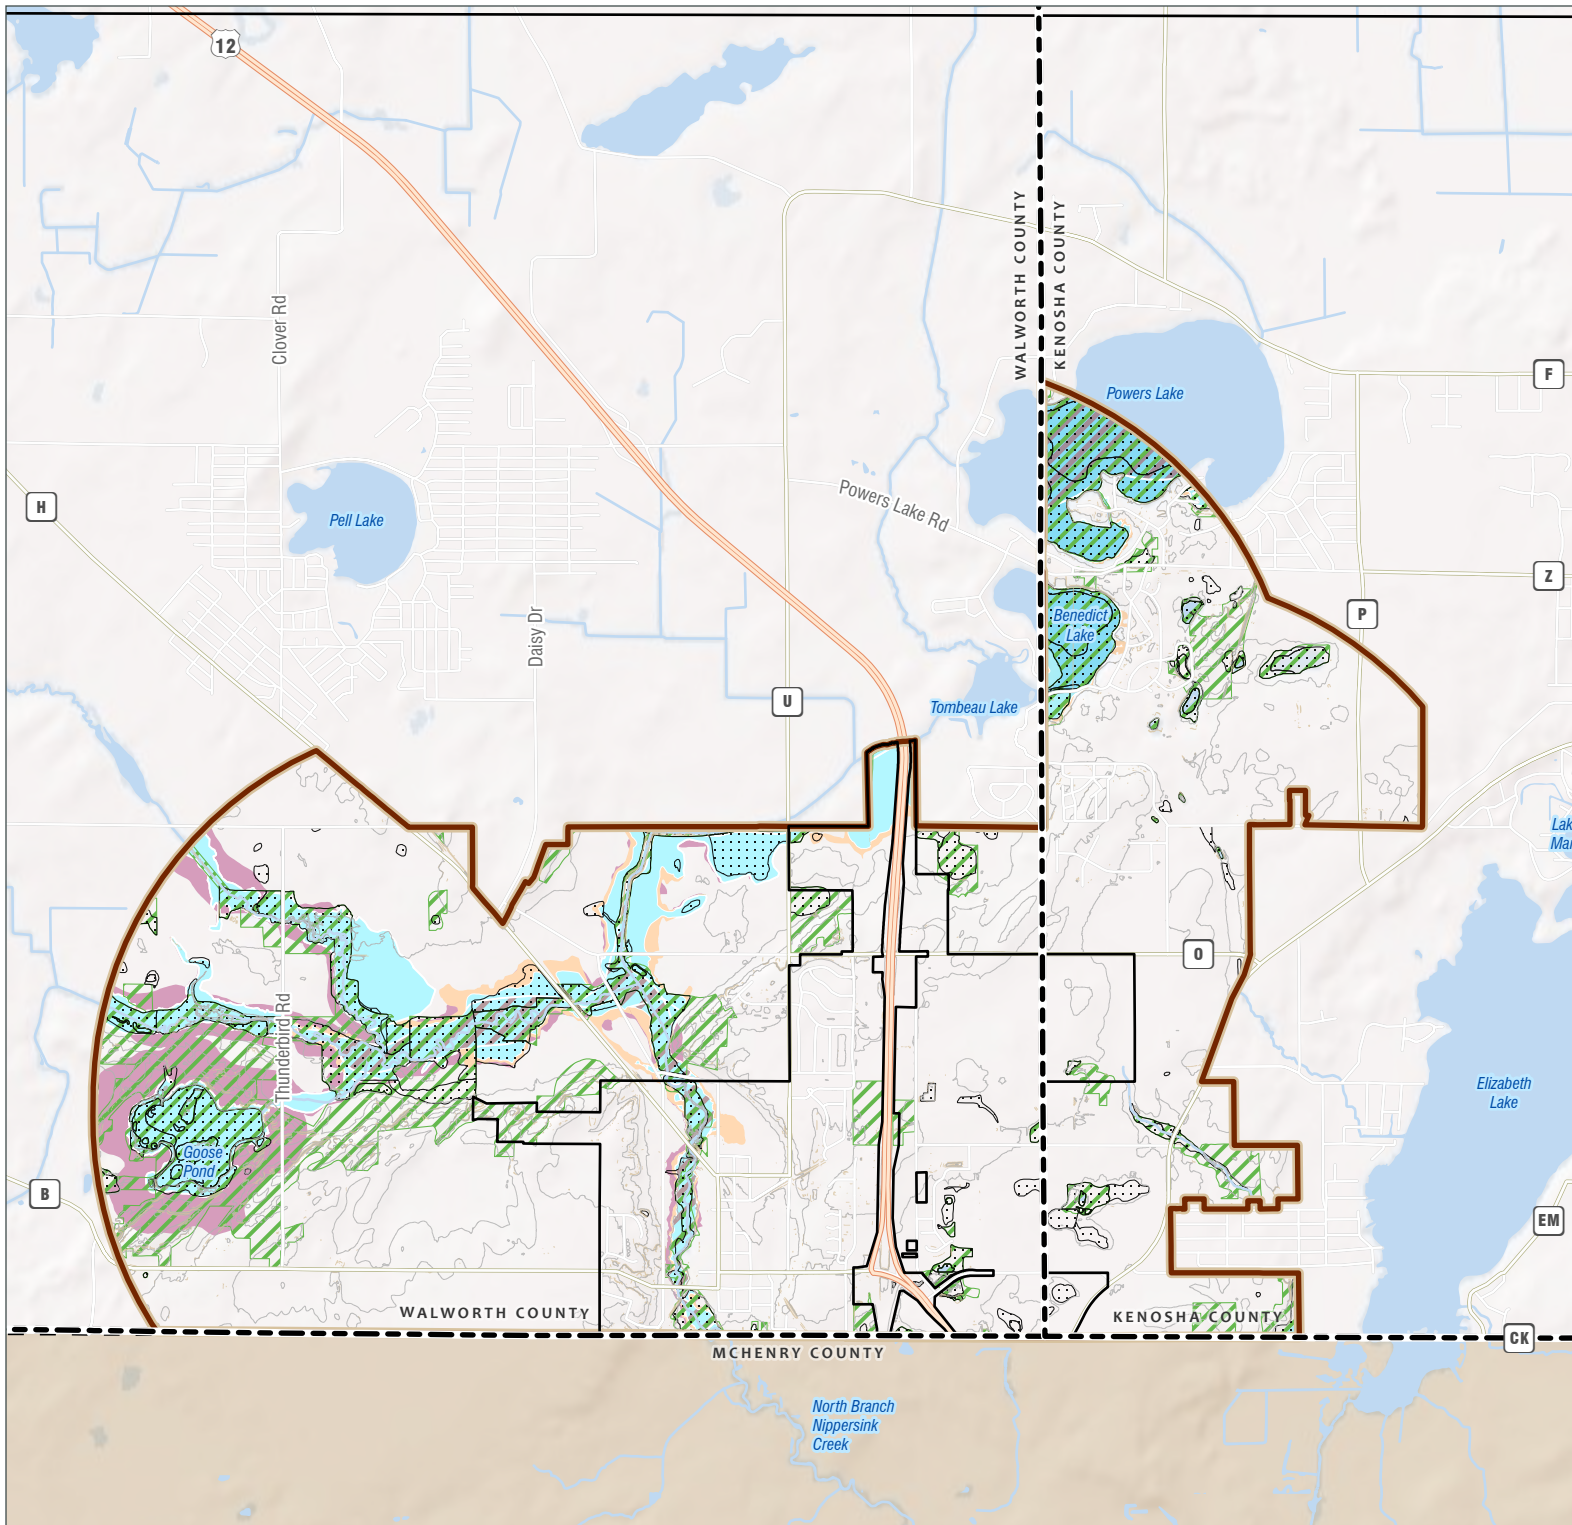 12
WALWORTH COUNTY
KENOSHA COUNTY
Clover Rd
F
Powers Lake
H
Pell Lake
Powers Lake Rd
Z
Benedict
Lake
P
Daisy Dr
U
Tombeau Lake
O
Thunderbird Rd
Elizabeth
Lake
Goose
Pond
B
EM
WALWORTH COUNTY
KENOSHA COUNTY
CK
MCHENRY COUNTY
North Branch
Nippersink
Creek